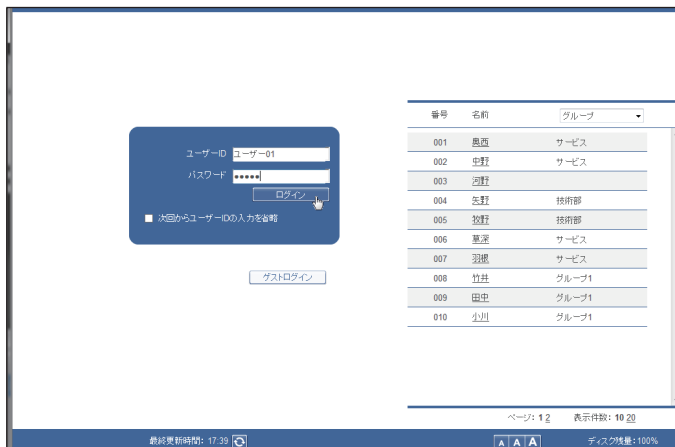 ユーザーID ユーザー01
パスワード ●●●●●
ログイン
次回からユーザーIDの入力を省略
ゲストログイン
番号 名前 グループ
001 奥西 サービス
002 中野 サービス
003 河野
004 矢野 技術部
005 牧野 技術部
006 草深 サービス
007 羽根 サービス
008 竹井 グループ1
009 田中 グループ1
010 小川 グループ1
ページ: 1 2 表示件数: 10 20
最終更新時間: 17:39 A A A ディスク残量: 100%